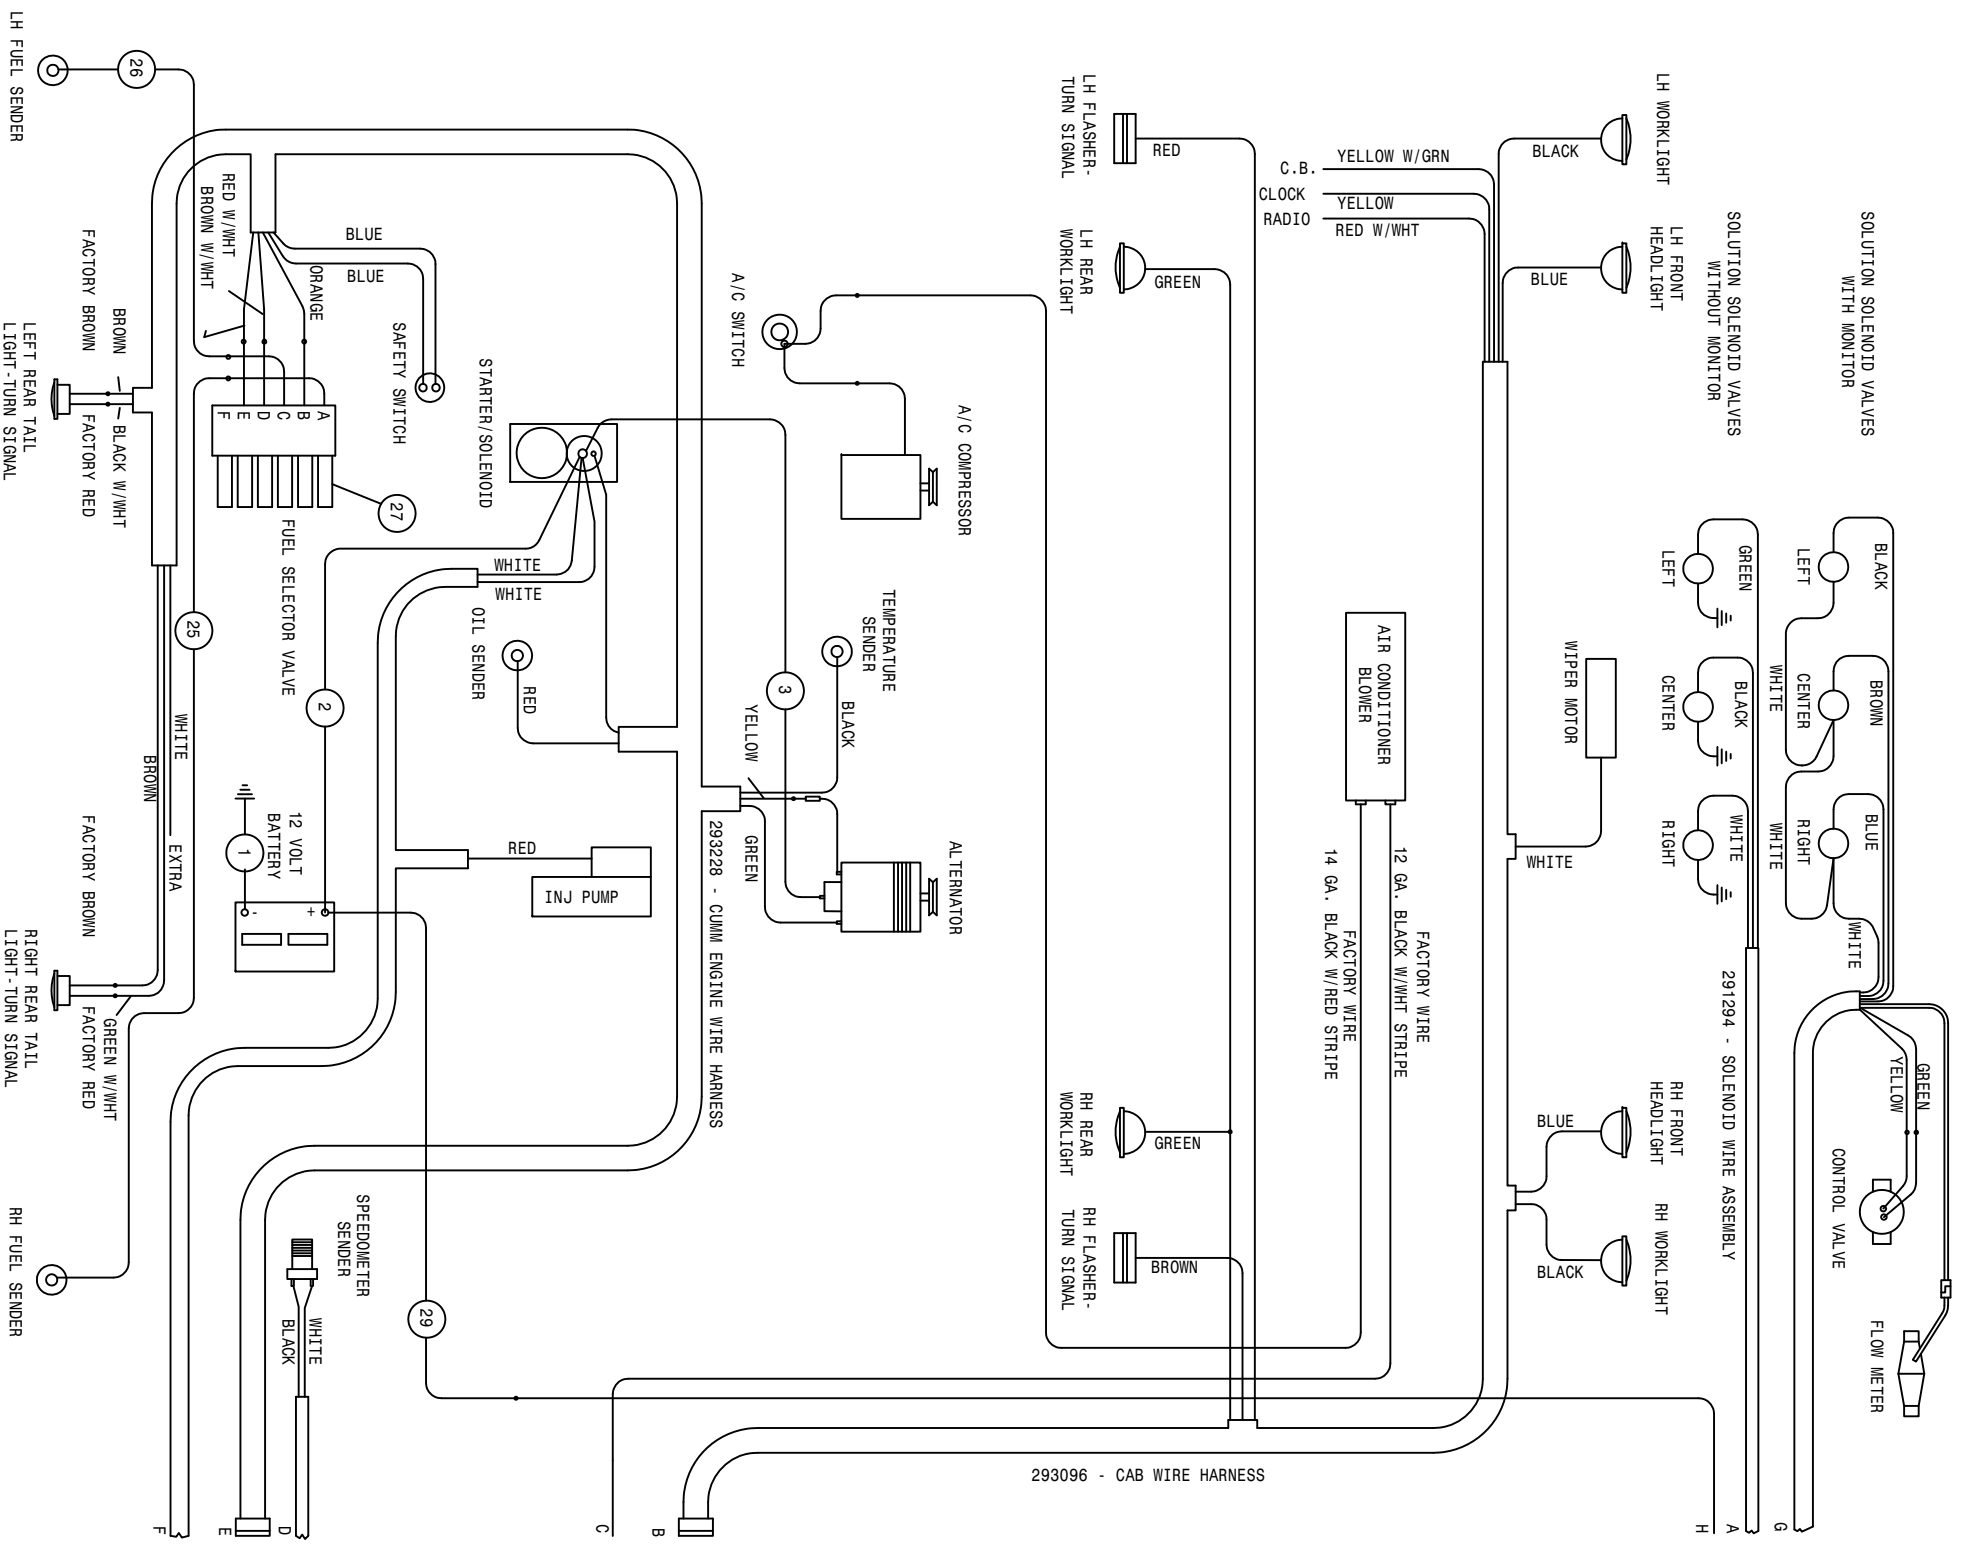 LH FUEL SENDER
26
LH FLASHER-
TURN SIGNAL
RED
LH WORKLIGHT
BLACK
YELLOW W/GRN
C.B.
CLOCK
YELLOW
RADIO
RED W/WHT
LH REAR
WORKLIGHT
GREEN
LH FRONT
HEADLIGHT
BLUE
SOLUTION SOLENOID VALVES
WITHOUT MONITOR
SOLUTION SOLENOID VALVES
WITH MONITOR
RED W/WHT
BROWN W/WHT
BLUE
BLUE
ORANGE
SAFETY SWITCH
A/C SWITCH
FACTORY BROWN
BROWN
LEFT REAR TAIL
LIGHT-TURN SIGNAL
FACTORY RED
BLACK W/WHT
A
B
C
D
E
F
27
FUEL SELECTOR VALVE
STARTER/SOLENOID
A/C COMPRESSOR
WHITE
WHITE
OIL SENDER
RED
TEMPERATURE
SENDER
BLACK
YELLOW
3
25
2
WHITE
BROWN
EXTRA
1
12 VOLT
BATTERY
-
+
RED
INJ PUMP
GREEN
ALTERNATOR
293228 - CUMM ENGINE WIRE HARNESS
AIR CONDITIONER
BLOWER
FACTORY WIRE
12 GA. BLACK W/WHT STRIPE
FACTORY WIRE
14 GA. BLACK W/RED STRIPE
WIPER MOTOR
WHITE
GREEN
LEFT
BLACK
CENTER
WHITE
RIGHT
BLACK
LEFT
WHITE
BROWN
CENTER
WHITE
BLUE
RIGHT
WHITE
291294 - SOLENOID WIRE ASSEMBLY
GREEN
YELLOW
CONTROL VALVE
FLOW METER
FACTORY BROWN
RIGHT REAR TAIL
LIGHT-TURN SIGNAL
FACTORY RED
GREEN W/WHT
RH FUEL SENDER
SPEEDOMETER
SENDER
WHITE
BLACK
29
RH REAR
WORKLIGHT
GREEN
RH FLASHER-
TURN SIGNAL
BROWN
RH FRONT
HEADLIGHT
BLUE
RH WORKLIGHT
BLACK
293096 - CAB WIRE HARNESS
F
E
D
C
B
H
A
G